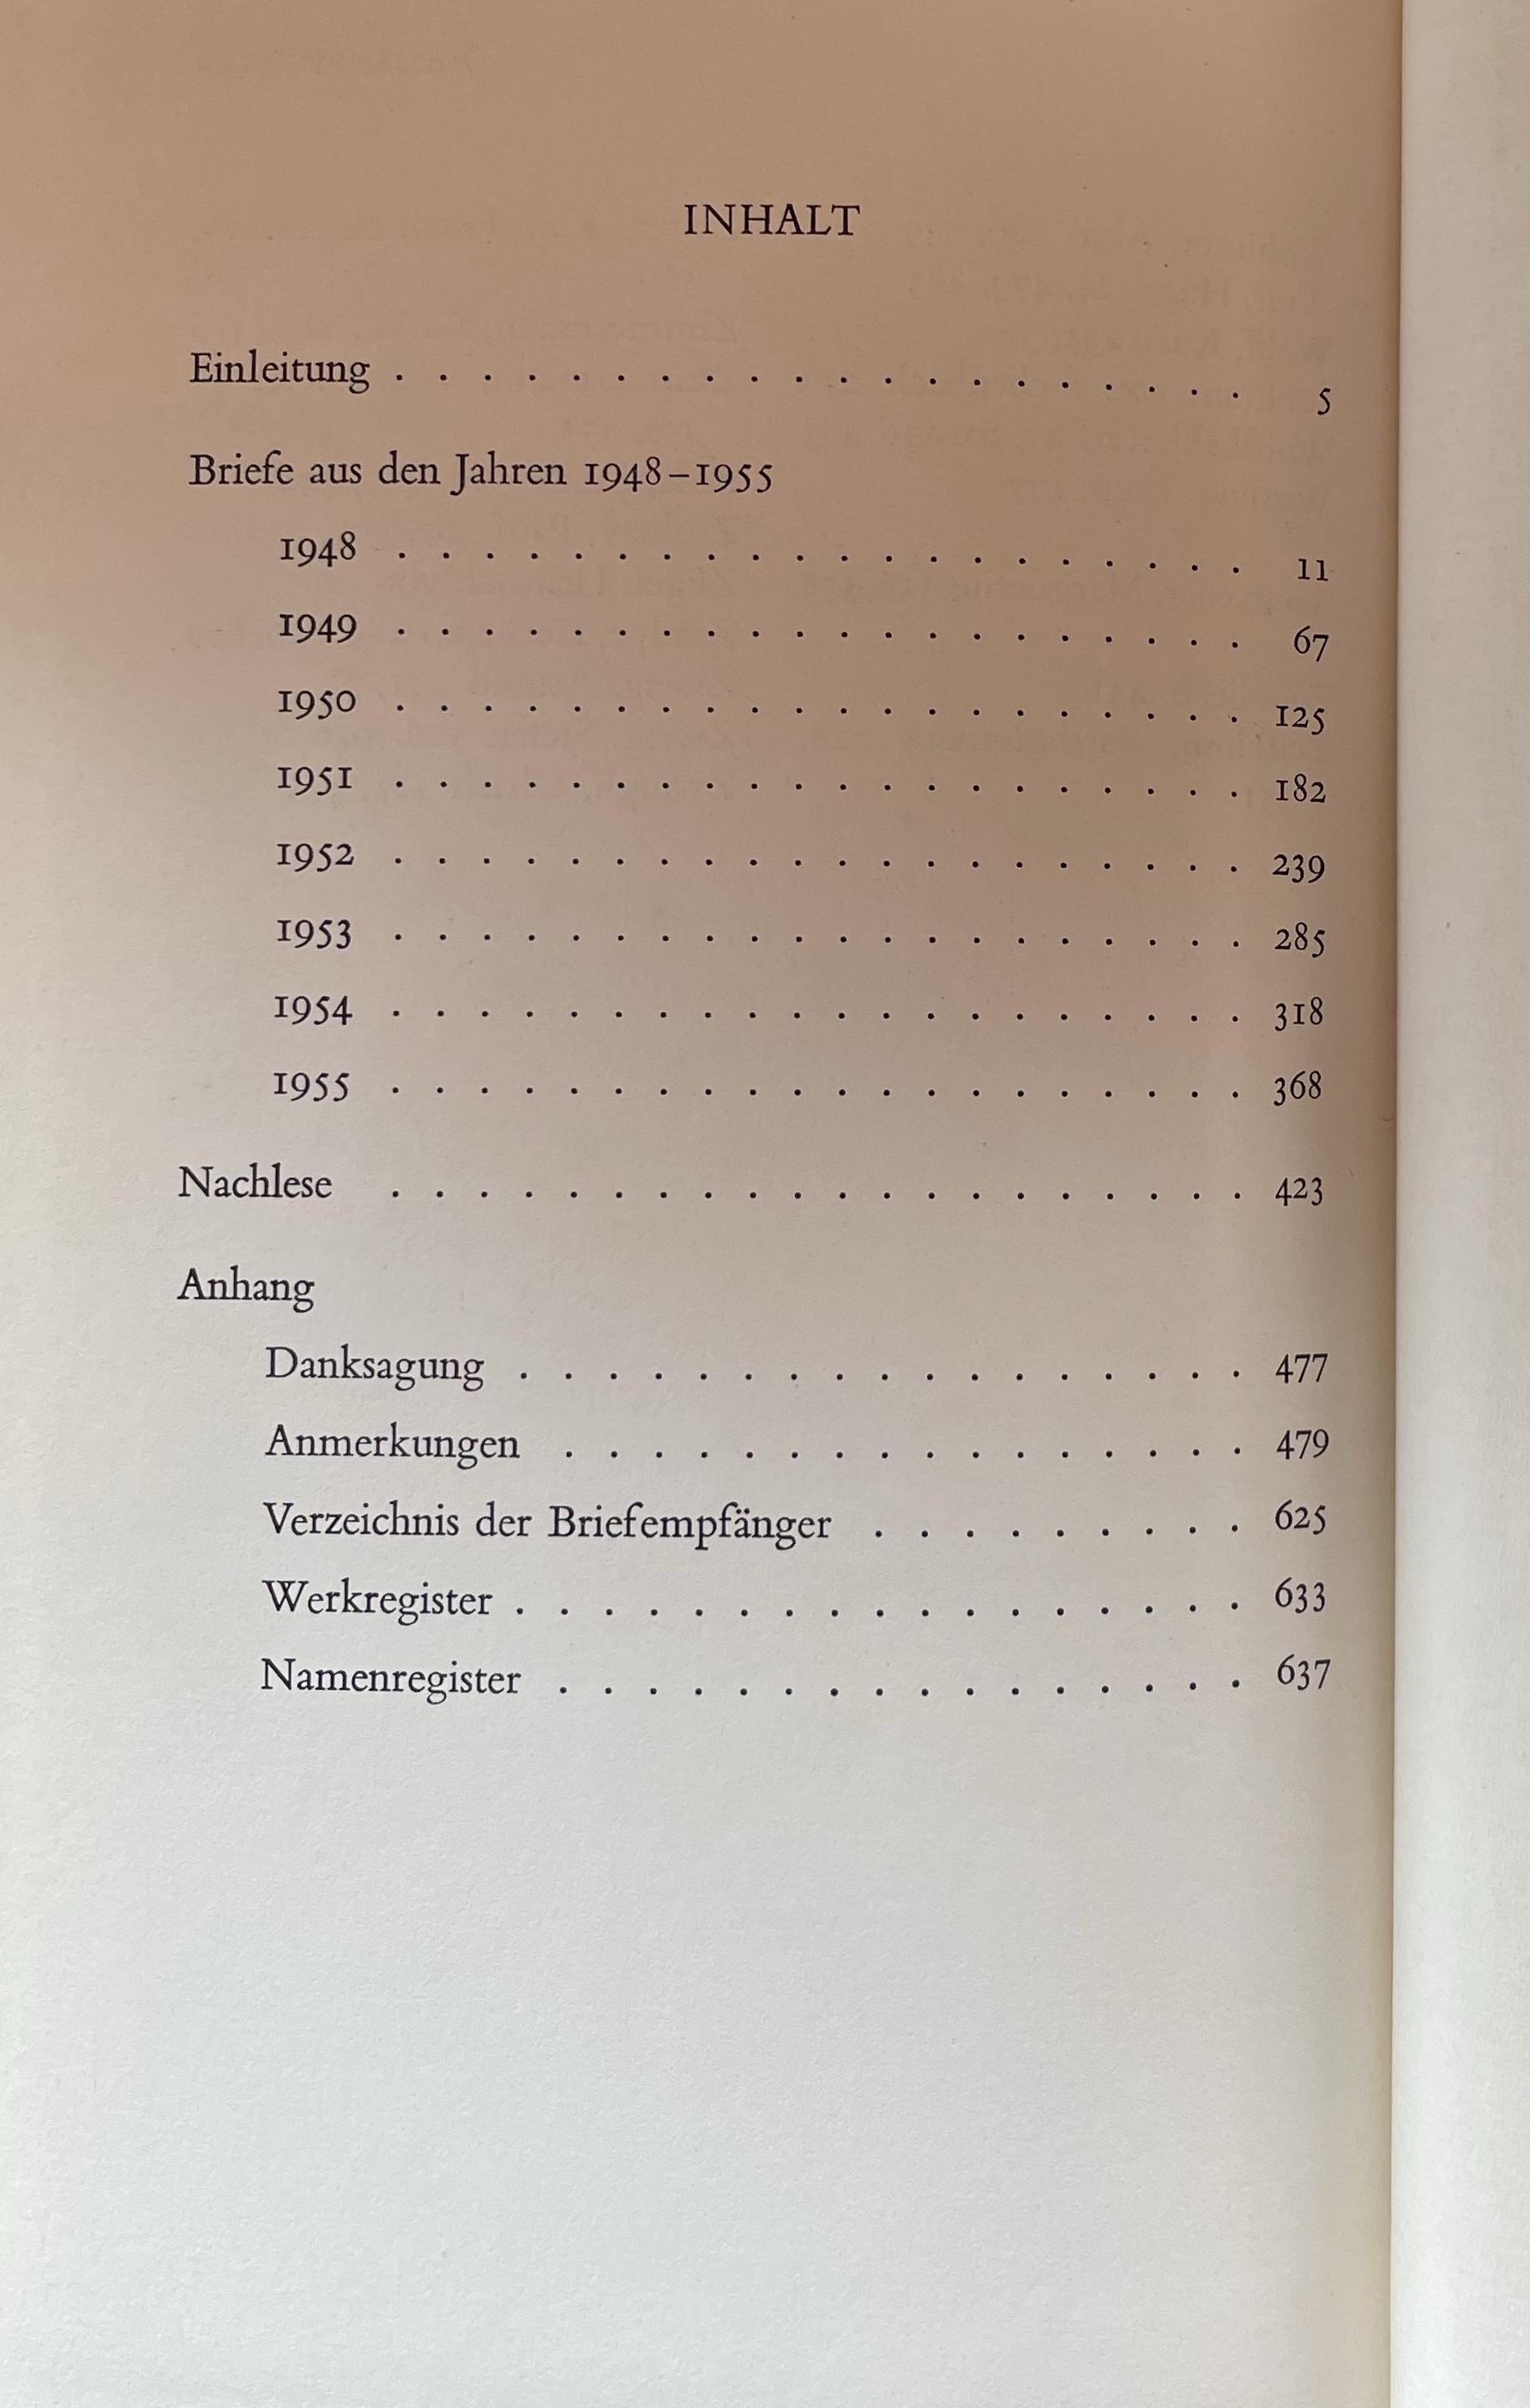 INHALT
Einleitung . . . . . . . . . . . . . . . . . . . . 5
Briefe aus den Jahren 1948–1955
1948 . . . . . . . . . . . . . . . . . . . . 11
1949 . . . . . . . . . . . . . . . . . . . . 67
1950 . . . . . . . . . . . . . . . . . . . . 125
1951 . . . . . . . . . . . . . . . . . . . . 182
1952 . . . . . . . . . . . . . . . . . . . . 239
1953 . . . . . . . . . . . . . . . . . . . . 285
1954 . . . . . . . . . . . . . . . . . . . . 318
1955 . . . . . . . . . . . . . . . . . . . . 368
Nachlese . . . . . . . . . . . . . . . . . . . . 423
Anhang
Danksagung . . . . . . . . . . . . . . . . . 477
Anmerkungen . . . . . . . . . . . . . . . . 479
Verzeichnis der Briefempfänger . . . . . . . . . 625
Werkregister . . . . . . . . . . . . . . . . . 633
Namenregister . . . . . . . . . . . . . . . . 637